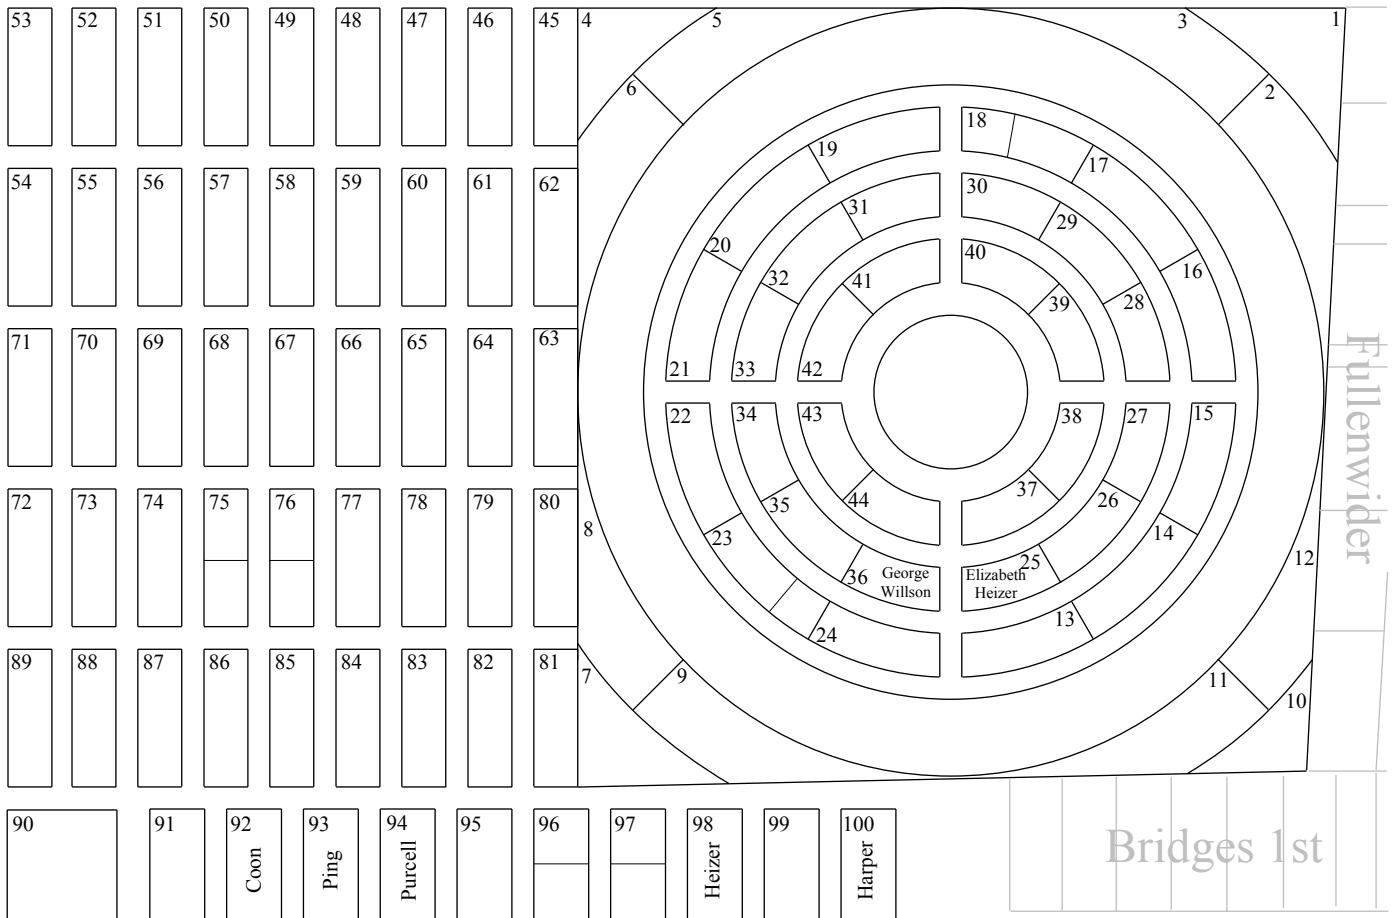 53 52 51 50 49 48 47 46 45 4 5 3 1
6 2
18
19 17
54 55 56 57 58 59 60 61 62 30
31 29
20 40 16
32 41 28
39
71 70 69 68 67 66 65 64 63
21 33 42
22 34 43 38 27 15
72 73 74 75 76 77 78 79 80
35 44 37 26
8 23 14 12
36 George Willson
Elizabeth Heizer 25
24 13
89 88 87 86 85 84 83 82 81 7 9 11 10
90 91 92 93 94 95 96 97 98 99 100
Coon
Ping
Purcell
Heizer
Harper
Fullenwider
Bridges 1st